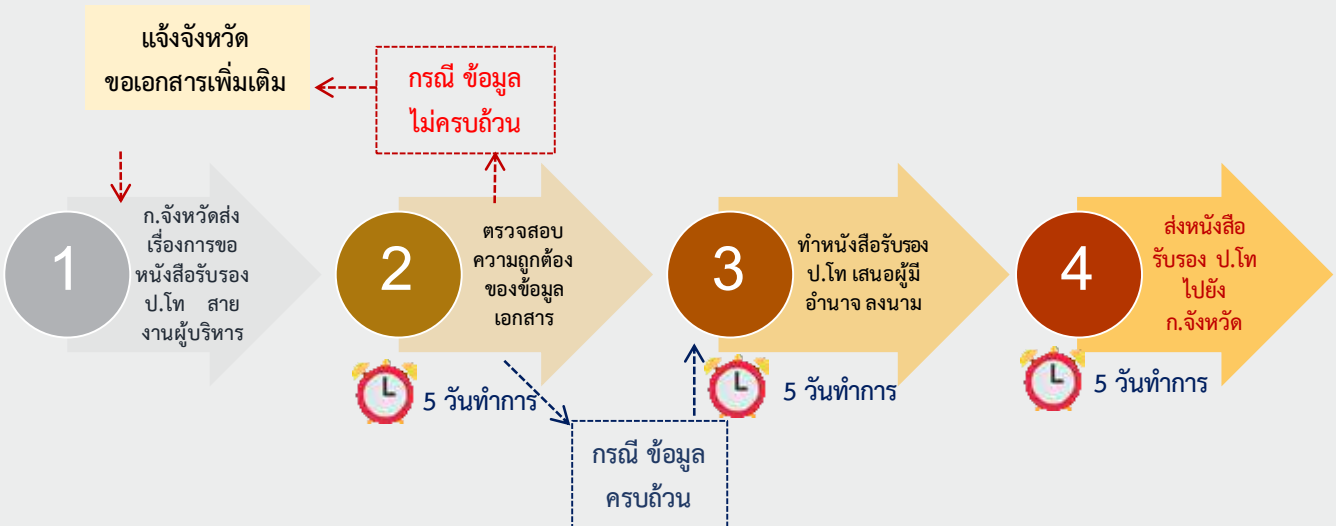 แจ้งจังหวัด
ขอเอกสารเพิ่มเติม
กรณี ข้อมูล
ไม่ครบถ้วน
1
ก.จังหวัดส่ง
เรื่องการขอ
หนังสือรับรอง
ป.โท สาย
งานผู้บริหาร
2
ตรวจสอบ
ความถูกต้อง
ของข้อมูล
เอกสาร
5 วันทำการ
กรณี ข้อมูล
ครบถ้วน
3
ทำหนังสือรับรอง
ป.โท เสนอผู้มี
อำนาจ ลงนาม
5 วันทำการ
4
ส่งหนังสือ
รับรอง ป.โท
ไปยัง
ก.จังหวัด
5 วันทำการ